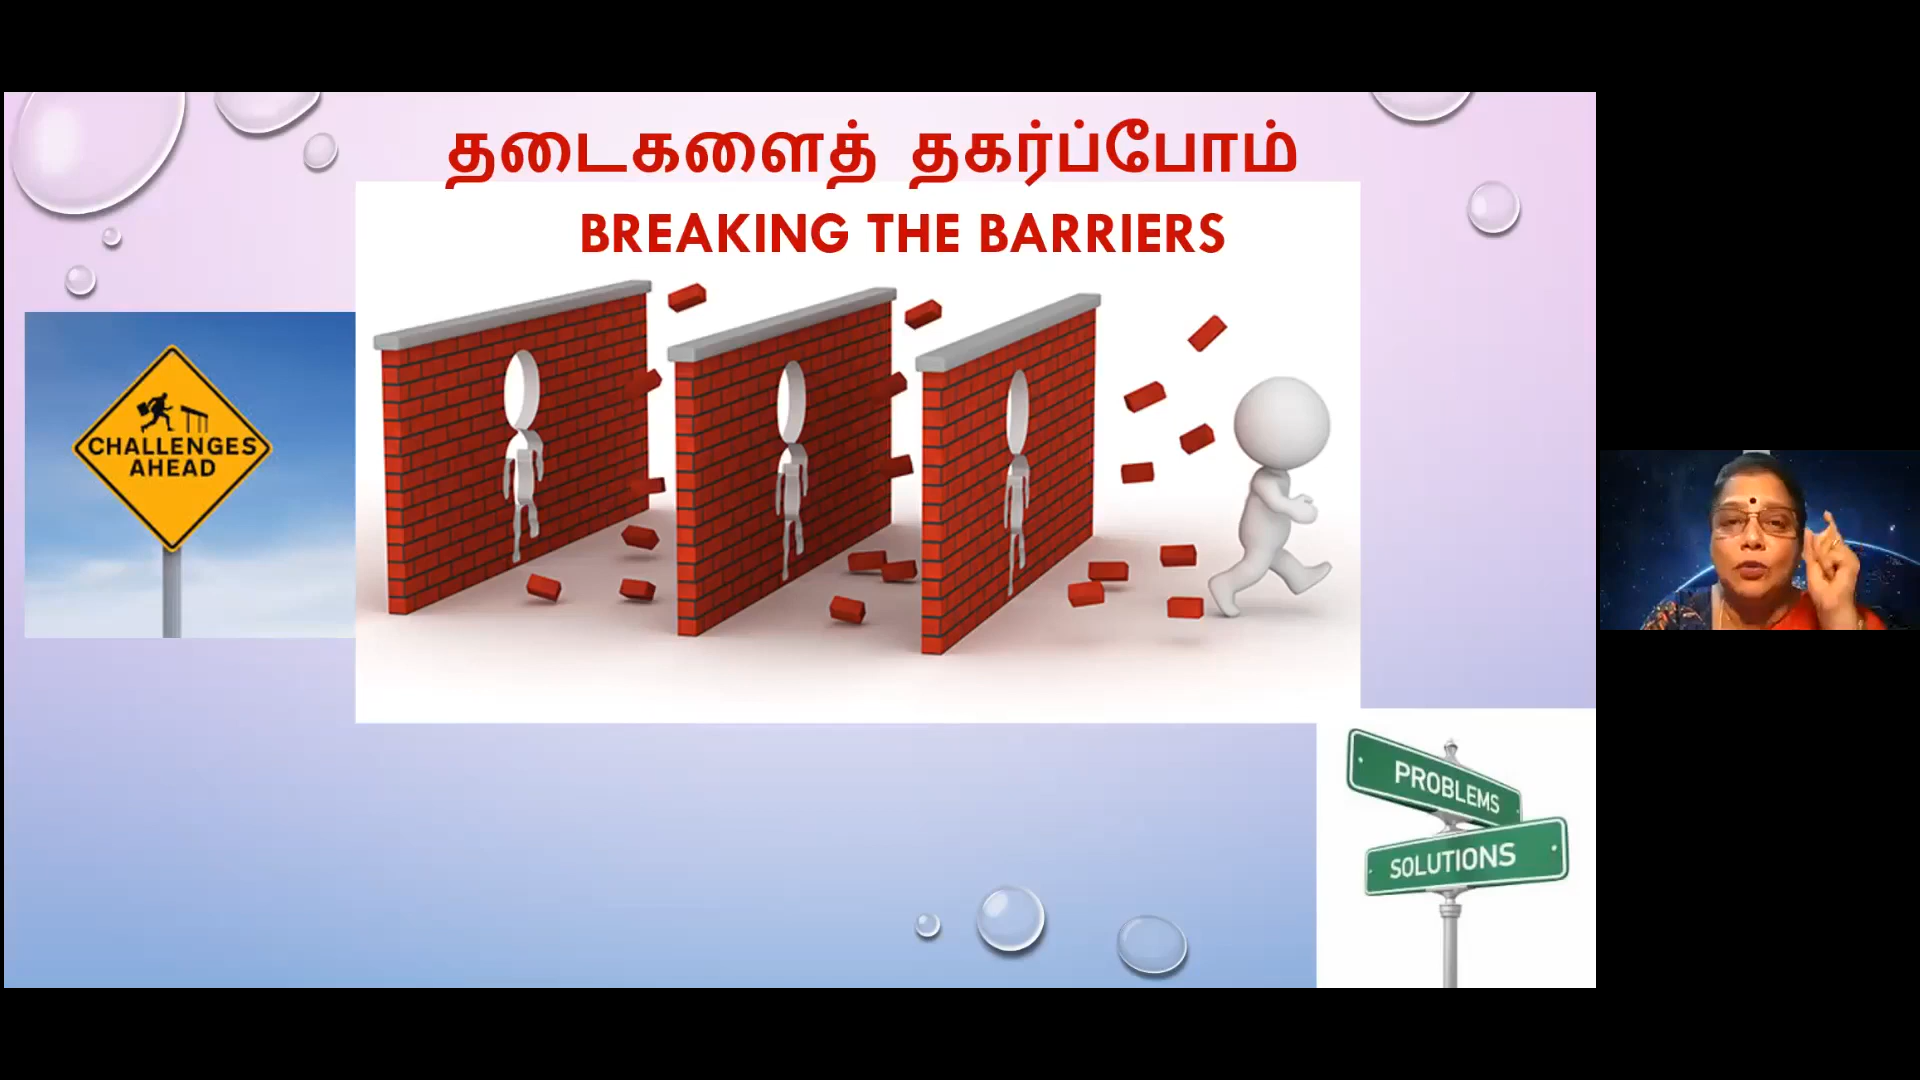 தடைகளைத் தகர்ப்போம்
BREAKING THE BARRIERS
CHALLENGES
AHEAD
PROBLEMS
SOLUTIONS